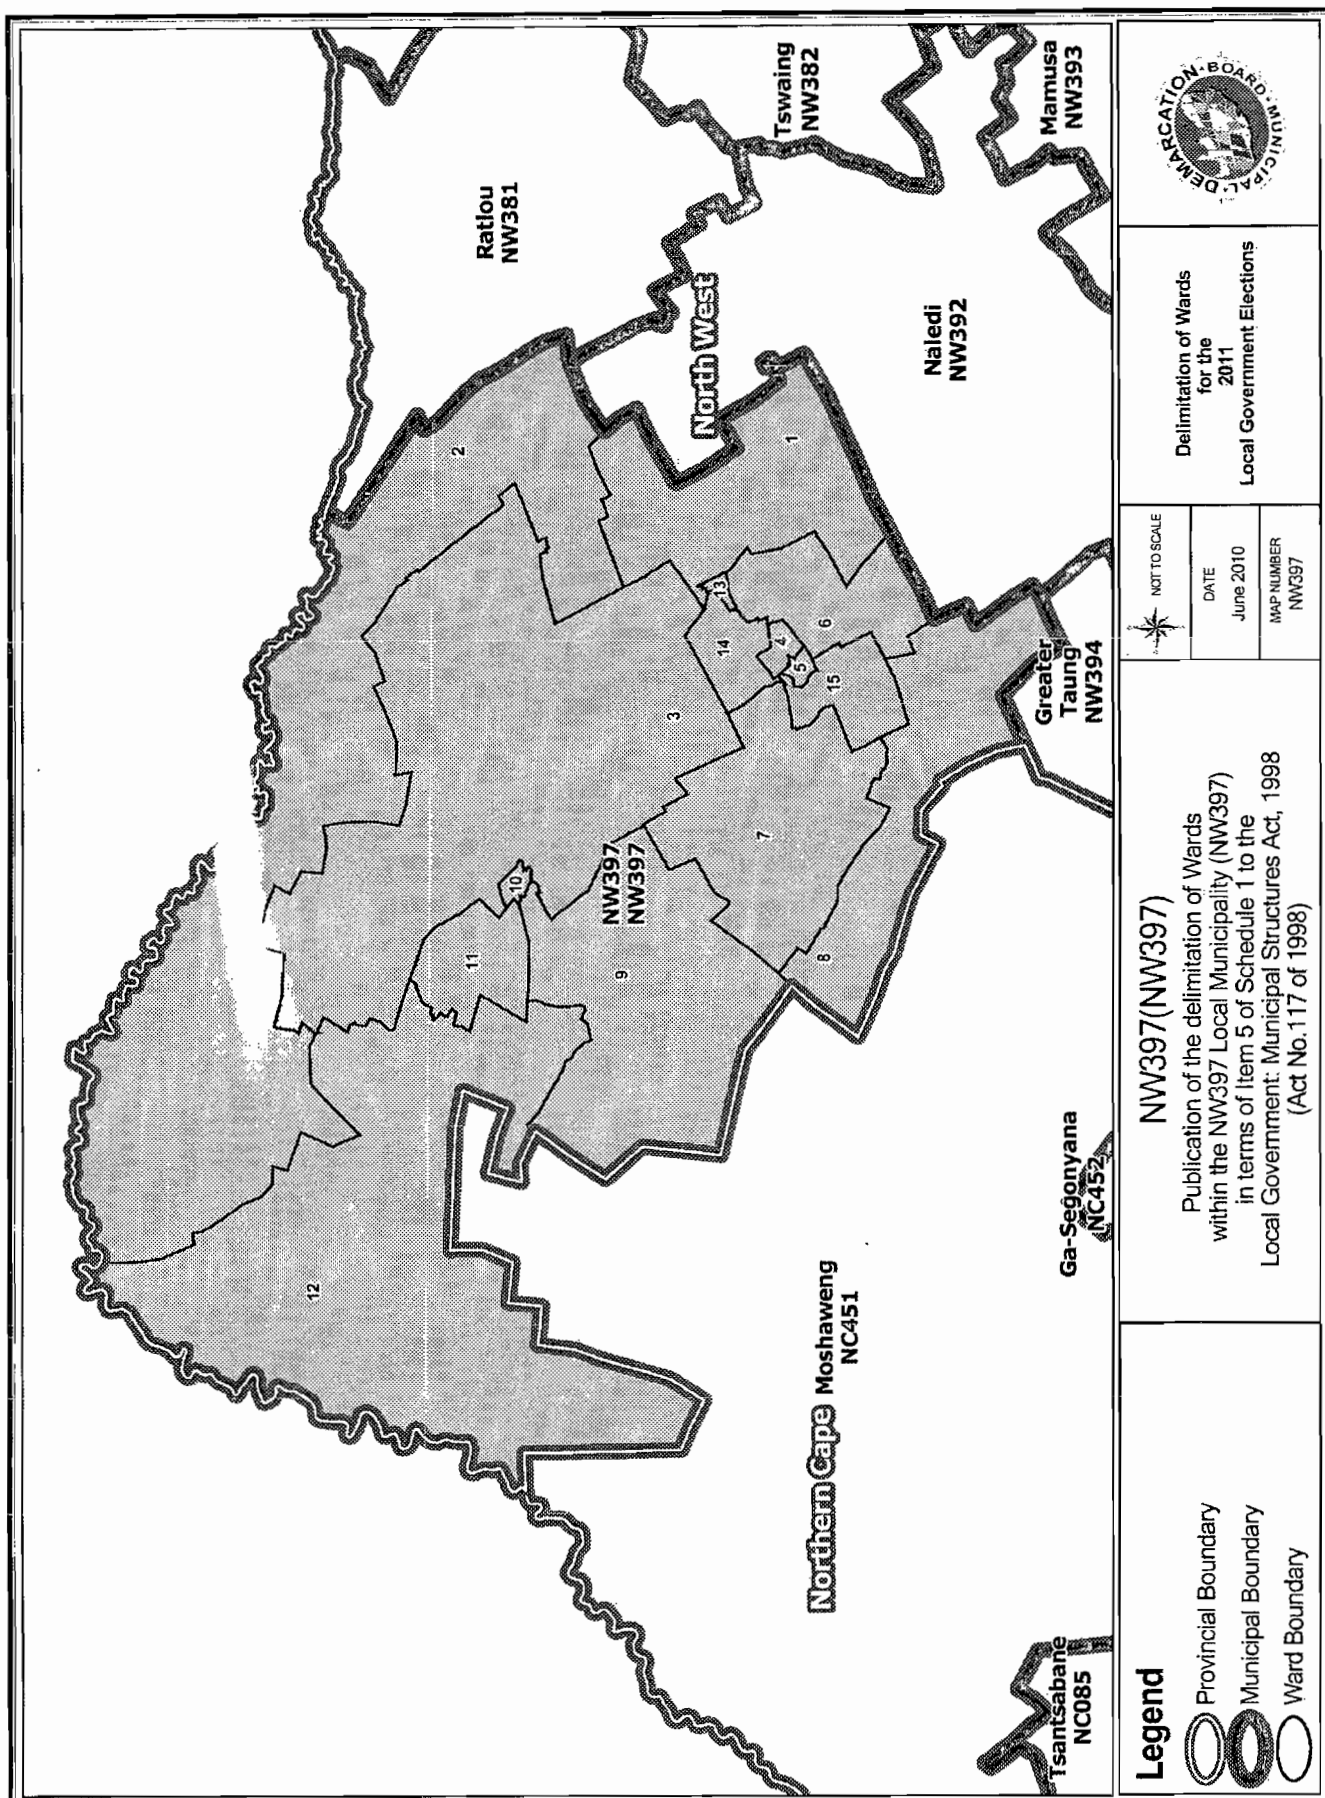 Ratlou
NW381
Tswaing
NW382
Mamusa
NW393
North West
Naledi
NW392
2
1
13
14
4
6
5
15
3
7
10
NW397
NW397
11
9
8
12
Greater
Taung
NW394
Ga-Segonyana
NC452
Moshaweng
NC451
Northern Cape
Tsantsabane
NC085
Legend
Provincial Boundary
Municipal Boundary
Ward Boundary
NW397(NW397)
Publication of the delimitation of Wards
within the NW397 Local Municipality (NW397)
in terms of Item 5 of Schedule 1 to the
Local Government: Municipal Structures Act, 1998
(Act No.117 of 1998)
NOT TO SCALE
DATE
June 2010
MAP NUMBER
NW397
Delimitation of Wards
for the
2011
Local Government Elections
MUNICIPAL·DEMARCATION·BOARD·